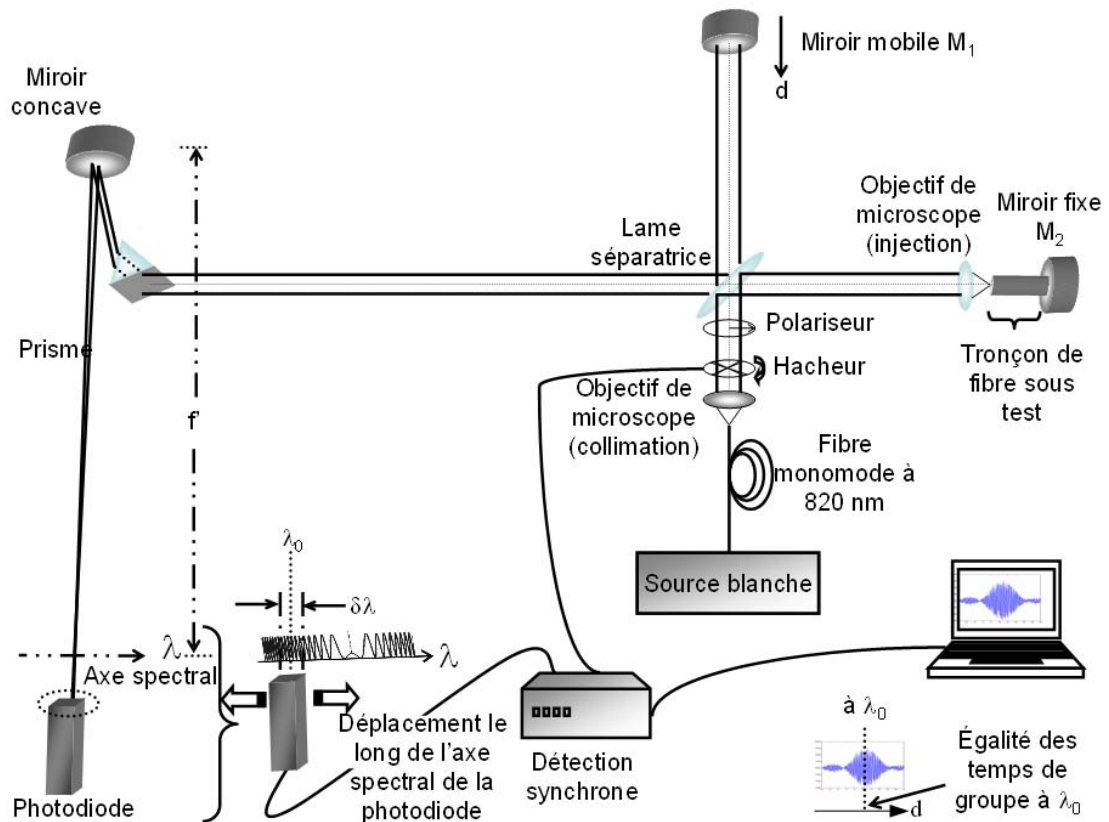 Miroir mobile M1
d
Miroir
concave
Objectif de
microscope
(injection)
Miroir fixe
M2
Lame
séparatrice
Polariseur
Prisme
Hacheur
Tronçon de
fibre sous
test
Objectif de
microscope
(collimation)
f'
Fibre
monomode à
820 nm
Source blanche
λ0
δλ
λ
Axe spectral
λ
Déplacement le
long de l'axe
spectral de la
photodiode
Détection
synchrone
Photodiode
à λ0
Égalité des
temps de
groupe à λ0
d